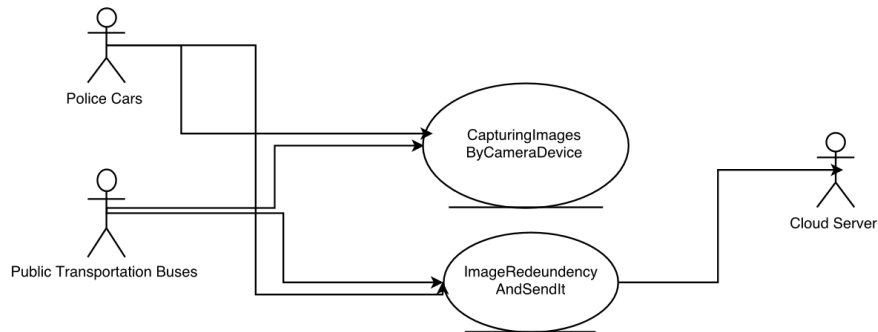 Police Cars
CapturingImages
ByCameraDevice
Cloud Server
Public Transportation Buses
ImageRedeundency
AndSendIt